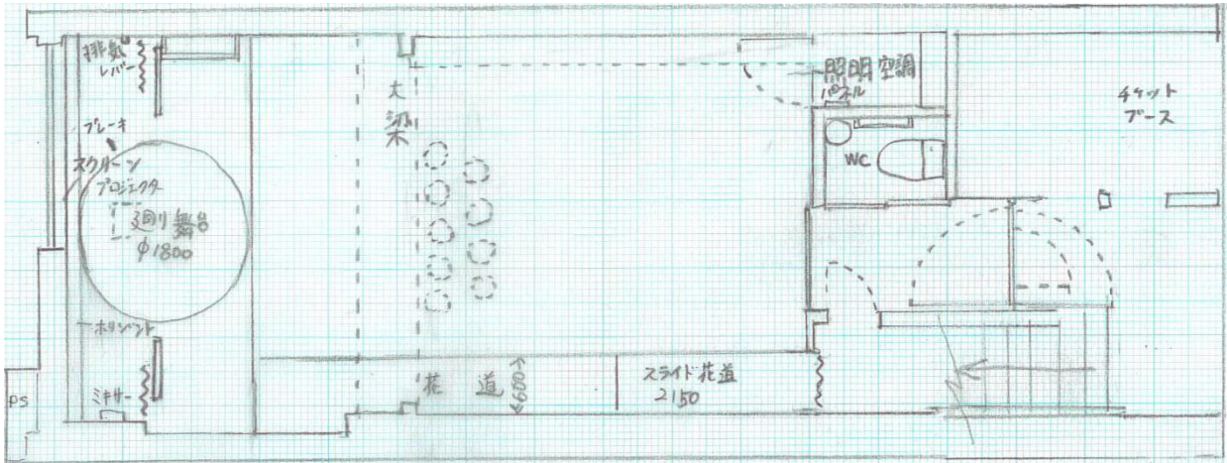 排気
レバー
ブレーキ
スクリーン
プロジェクター
廻り舞台
φ1800
ホリゾント
ミキサー
PS
大梁
花道
600
スライド花道
2150
照明空調
パネル
WC
チケット
ブース